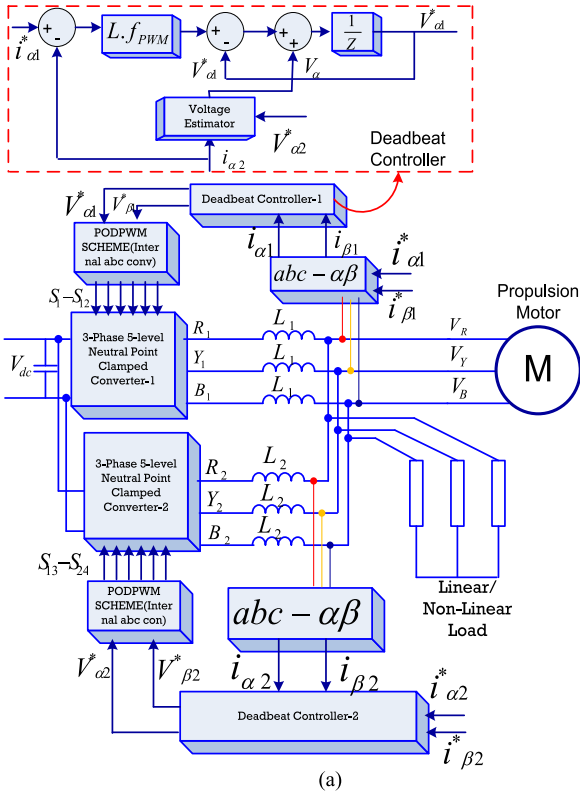 i*α1
+
-
L.f_PWM
+
-
+
+
1/Z
V*α1
V*α1
Vα
Voltage
Estimator
V*α2
iα2
Deadbeat
Controller
V*α1
V*β1
Deadbeat Controller-1
PODPWM
SCHEME(Inter
nal abc conv)
iα1
iβ1
abc − αβ
i*α1
i*β1
S1−S12
Propulsion
Motor
Vdc
3-Phase 5-level
Neutral Point
Clamped
Converter-1
R1
L1
VR
Y1
L1
VY
M
B1
L1
VB
3-Phase 5-level
Neutral Point
Clamped
Converter-2
R2
L2
Y2
L2
B2
L2
S13−S24
PODPWM
SCHEME(Inter
nal abc con)
abc − αβ
Linear/
Non-Linear
Load
V*α2
V*β2
iα2
iβ2
Deadbeat Controller-2
i*α2
i*β2
(a)